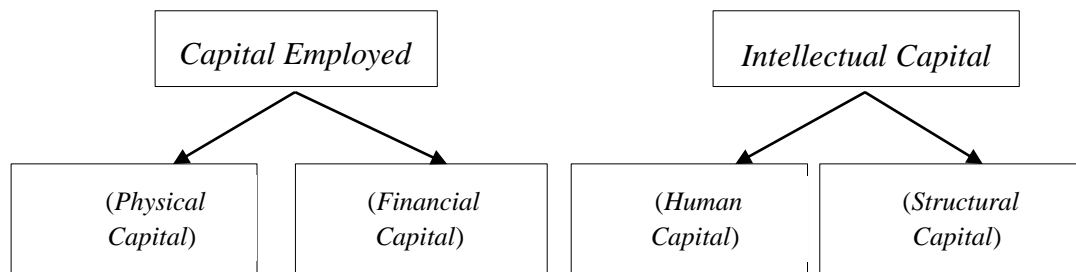 Capital Employed
Intellectual Capital
(Physical
Capital)
(Financial
Capital)
(Human
Capital)
(Structural
Capital)